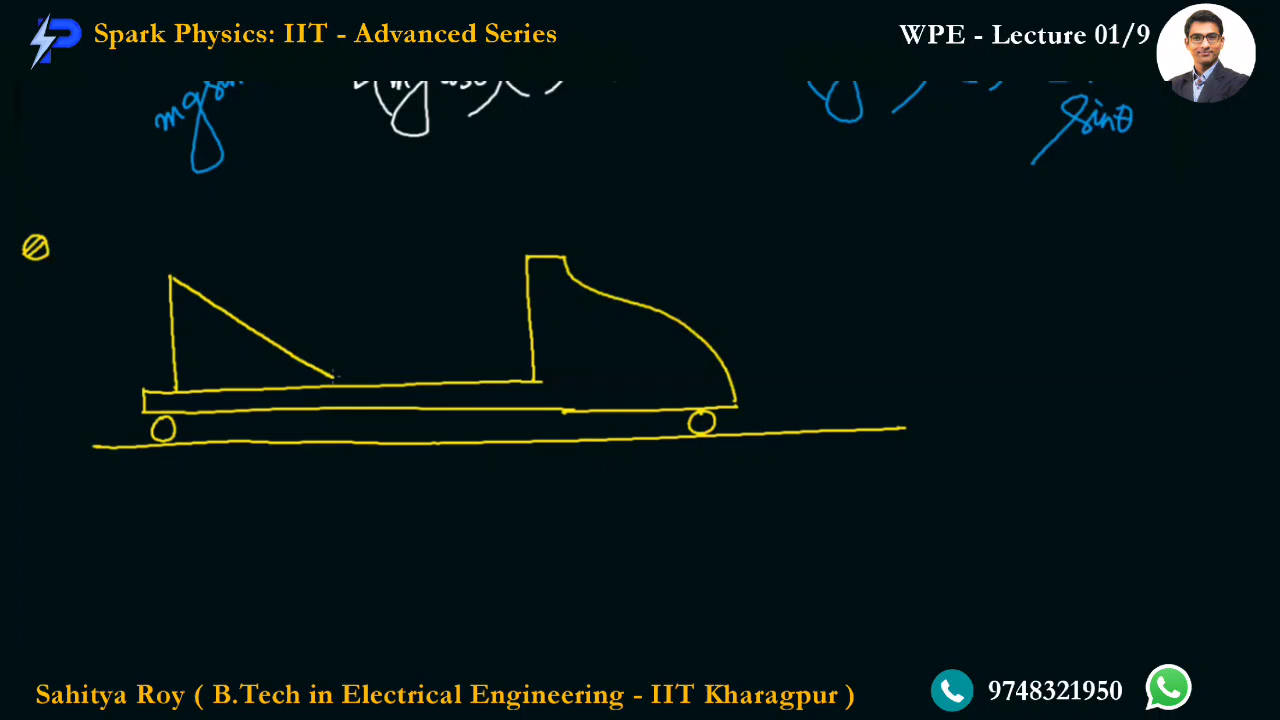 Spark Physics: IIT - Advanced Series
WPE - Lecture 01/9
sinθ
Sahitya Roy ( B.Tech in Electrical Engineering - IIT Kharagpur )
9748321950